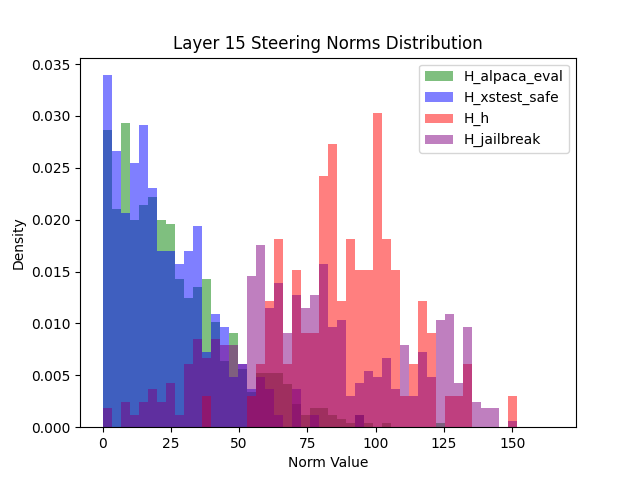 Layer 15 Steering Norms Distribution
H_alpaca_eval
H_xstest_safe
H_h
H_jailbreak
Density
0.035
0.030
0.025
0.020
0.015
0.010
0.005
0.000
0 25 50 75 100 125 150
Norm Value